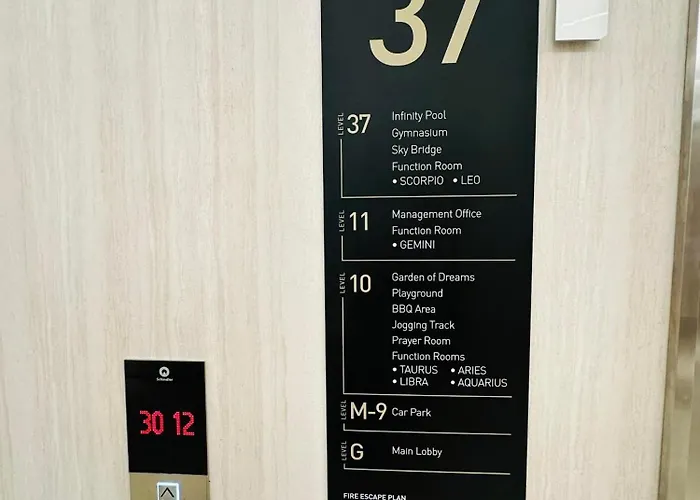 37
LEVEL 37
Infinity Pool
Gymnasium
Sky Bridge
Function Room
• SCORPIO • LEO
LEVEL 11
Management Office
Function Room
• GEMINI
LEVEL 10
Garden of Dreams
Playground
BBQ Area
Jogging Track
Prayer Room
Function Rooms
• TAURUS • ARIES
• LIBRA • AQUARIUS
LEVEL M-9 Car Park
LEVEL G Main Lobby
FIRE ESCAPE PLAN
Schindler
30 12